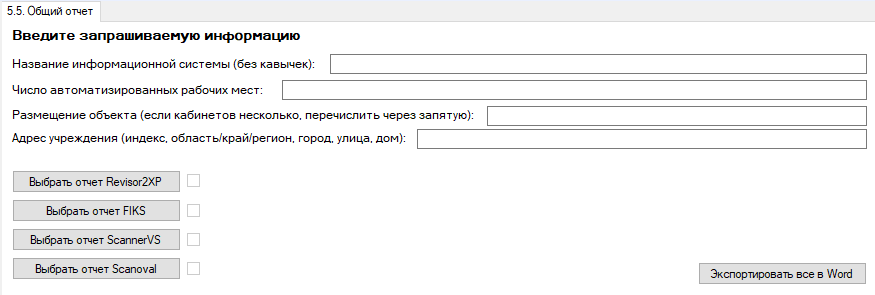 5.5. Общий отчет
Введите запрашиваемую информацию
Название информационной системы (без кавычек):
Число автоматизированных рабочих мест:
Размещение объекта (если кабинетов несколько, перечислить через запятую):
Адрес учреждения (индекс, область/край/регион, город, улица, дом):
Выбрать отчет Revisor2XP
Выбрать отчет FIKS
Выбрать отчет ScannerVS
Выбрать отчет Scanoval
Экспортировать все в Word